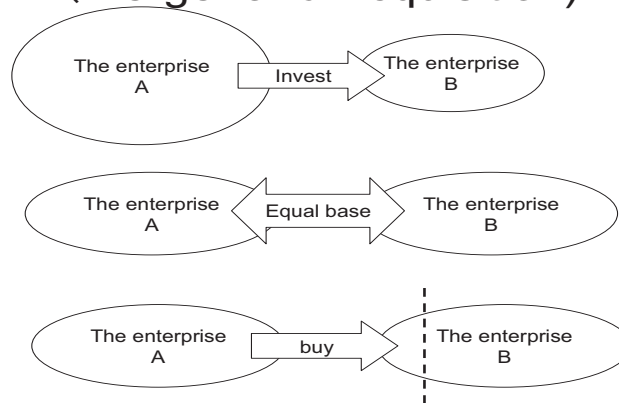 The enterprise
A
Invest
The enterprise
B
The enterprise
A
Equal base
The enterprise
B
The enterprise
A
buy
The enterprise
B